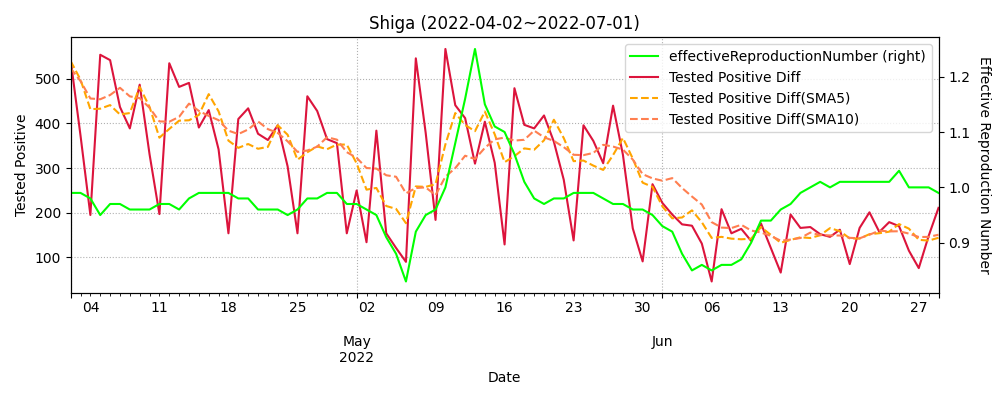 Shiga (2022-04-02~2022-07-01)
effectiveReproductionNumber (right)
Tested Positive Diff
Tested Positive Diff(SMA5)
Tested Positive Diff(SMA10)
Tested Positive
500
400
300
200
100
1.2
1.1
1.0
0.9
Effective Reproduction Number
04 11 18 25 02 09 16 23 30 06 13 20 27
May Jun
2022
Date